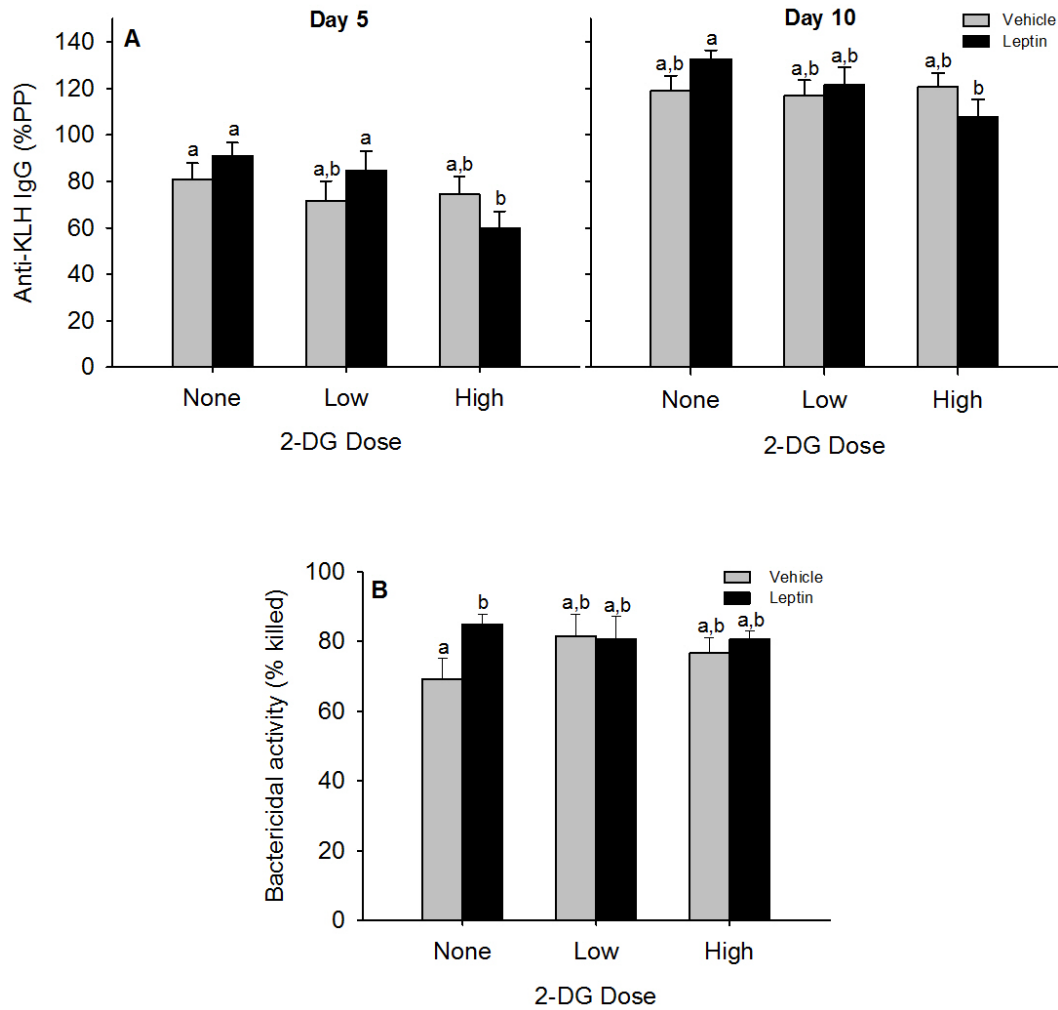 Day 5
Day 10
Vehicle
Leptin
A
Anti-KLH IgG (%PP)
140
120
100
80
60
40
20
0
a
a
a,b
a
a,b
b
a,b
a
a,b
a,b
a,b
b
None
Low
High
None
Low
High
2-DG Dose
2-DG Dose
B
Vehicle
Leptin
Bactericidal activity (% killed)
100
80
60
40
20
0
a
b
a,b
a,b
a,b
a,b
None
Low
High
2-DG Dose